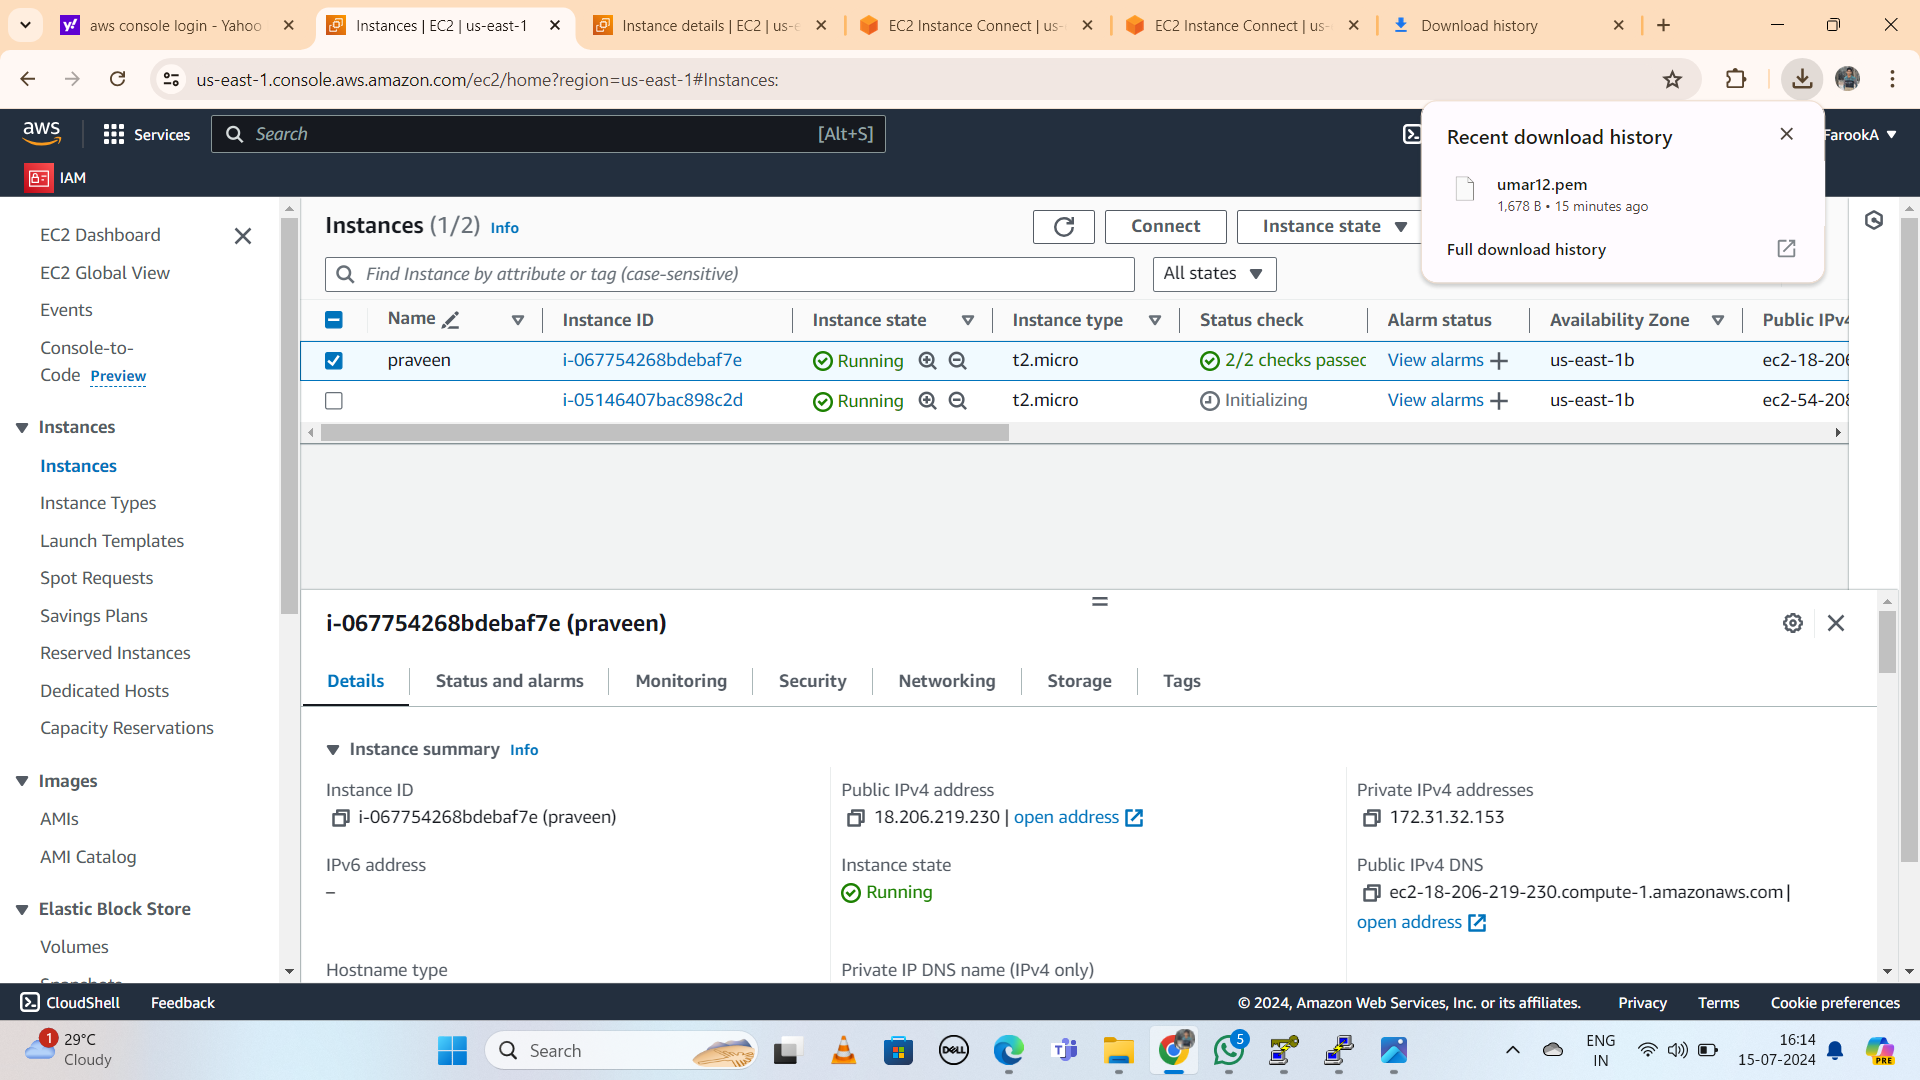 aws console login - Yahoo
Instances | EC2 | us-east-1
Instance details | EC2 | us-e
EC2 Instance Connect | us-
EC2 Instance Connect | us-
Download history
us-east-1.console.aws.amazon.com/ec2/home?region=us-east-1#Instances:
aws
Services
Search
[Alt+S]
FarookA
IAM
Recent download history
umar12.pem
1,678 B • 15 minutes ago
Full download history
EC2 Dashboard
EC2 Global View
Events
Console-to-
Code Preview
Instances
Instances
Instance Types
Launch Templates
Spot Requests
Savings Plans
Reserved Instances
Dedicated Hosts
Capacity Reservations
Images
AMIs
AMI Catalog
Elastic Block Store
Volumes
Snapshots
Instances (1/2) Info
Connect
Instance state
Find Instance by attribute or tag (case-sensitive)
All states
Name Instance ID Instance state Instance type Status check Alarm status Availability Zone Public IPv4
praveen i-067754268bdebaf7e Running t2.micro 2/2 checks passed View alarms + us-east-1b ec2-18-206
i-05146407bac898c2d Running t2.micro Initializing View alarms + us-east-1b ec2-54-208
i-067754268bdebaf7e (praveen)
Details Status and alarms Monitoring Security Networking Storage Tags
Instance summary Info
Instance ID
i-067754268bdebaf7e (praveen)
Public IPv4 address
18.206.219.230 | open address
Private IPv4 addresses
172.31.32.153
IPv6 address
–
Instance state
Running
Public IPv4 DNS
ec2-18-206-219-230.compute-1.amazonaws.com |
open address
Hostname type
Private IP DNS name (IPv4 only)
CloudShell
Feedback
© 2024, Amazon Web Services, Inc. or its affiliates.
Privacy
Terms
Cookie preferences
1
29°C
Cloudy
Search
DELL
5
ENG
IN
16:14
15-07-2024
PRE